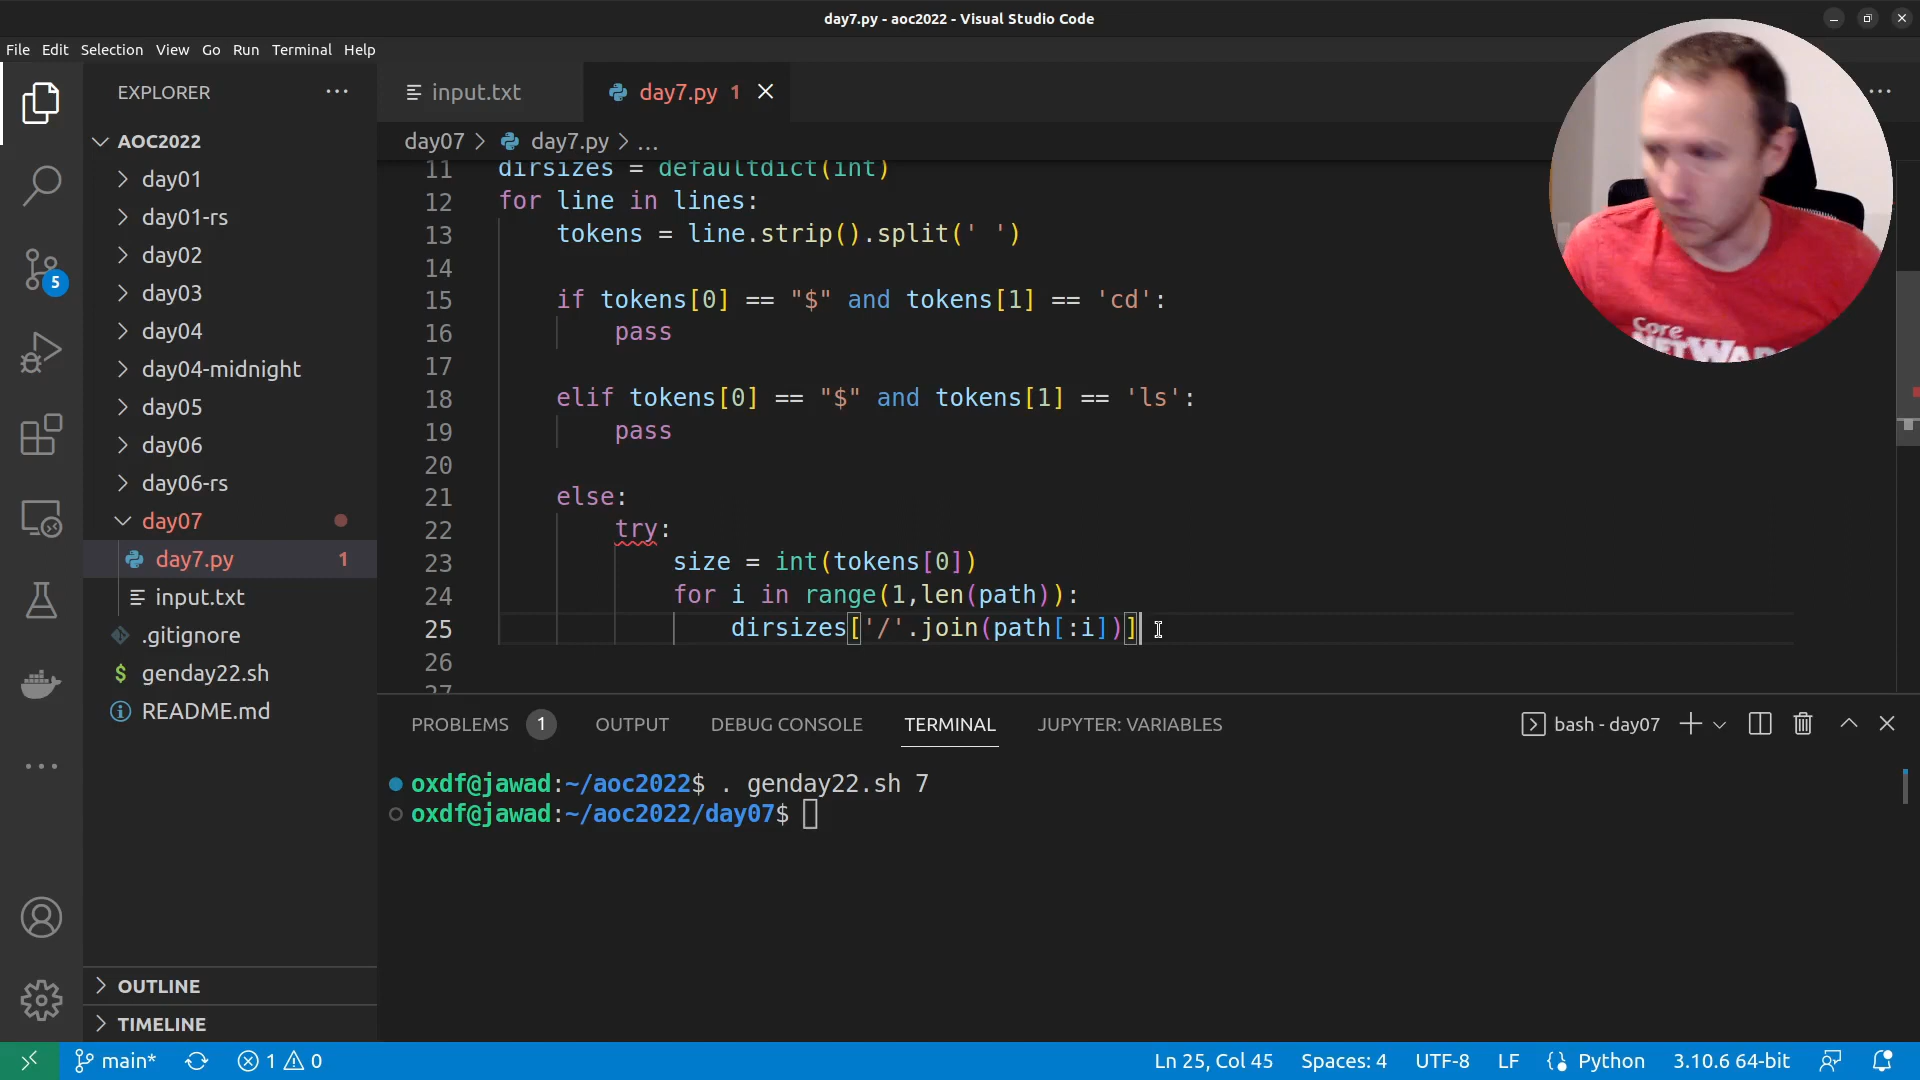 day7.py - aoc2022 - Visual Studio Code
File Edit Selection View Go Run Terminal Help
EXPLORER
AOC2022
day01
day01-rs
day02
day03
day04
day04-midnight
day05
day06
day06-rs
day07
day7.py 1
input.txt
.gitignore
genday22.sh
README.md
OUTLINE
TIMELINE
input.txt
day7.py 1
day07 > day7.py > ...
11 dirsizes = defaultdict(int)
12 for line in lines:
13 tokens = line.strip().split(' ')
14
15 if tokens[0] == "$" and tokens[1] == 'cd':
16 pass
17
18 elif tokens[0] == "$" and tokens[1] == 'ls':
19 pass
20
21 else:
22 try:
23 size = int(tokens[0])
24 for i in range(1,len(path)):
25 dirsizes['/'.join(path[:i])]
26
27
Core
NETWARS
PROBLEMS 1 OUTPUT DEBUG CONSOLE TERMINAL JUPYTER: VARIABLES
bash - day07
oxdf@jawad:~/aoc2022$ . genday22.sh 7
oxdf@jawad:~/aoc2022/day07$
5
main* 1 0
Ln 25, Col 45 Spaces: 4 UTF-8 LF Python 3.10.6 64-bit